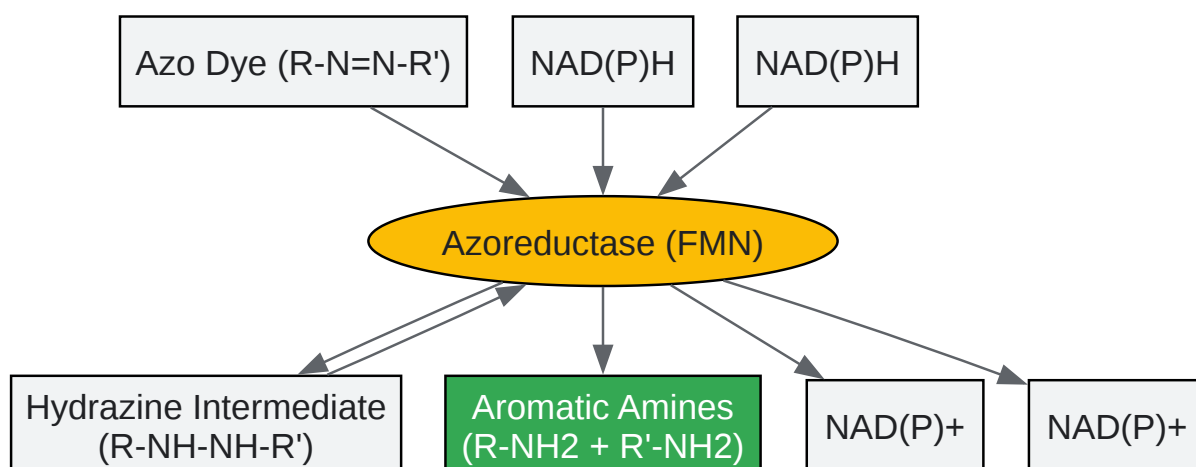 Azo Dye (R-N=N-R')
NAD(P)H
NAD(P)H
Azoreductase (FMN)
Hydrazine Intermediate
(R-NH-NH-R')
Aromatic Amines
(R-NH2 + R'-NH2)
NAD(P)+
NAD(P)+